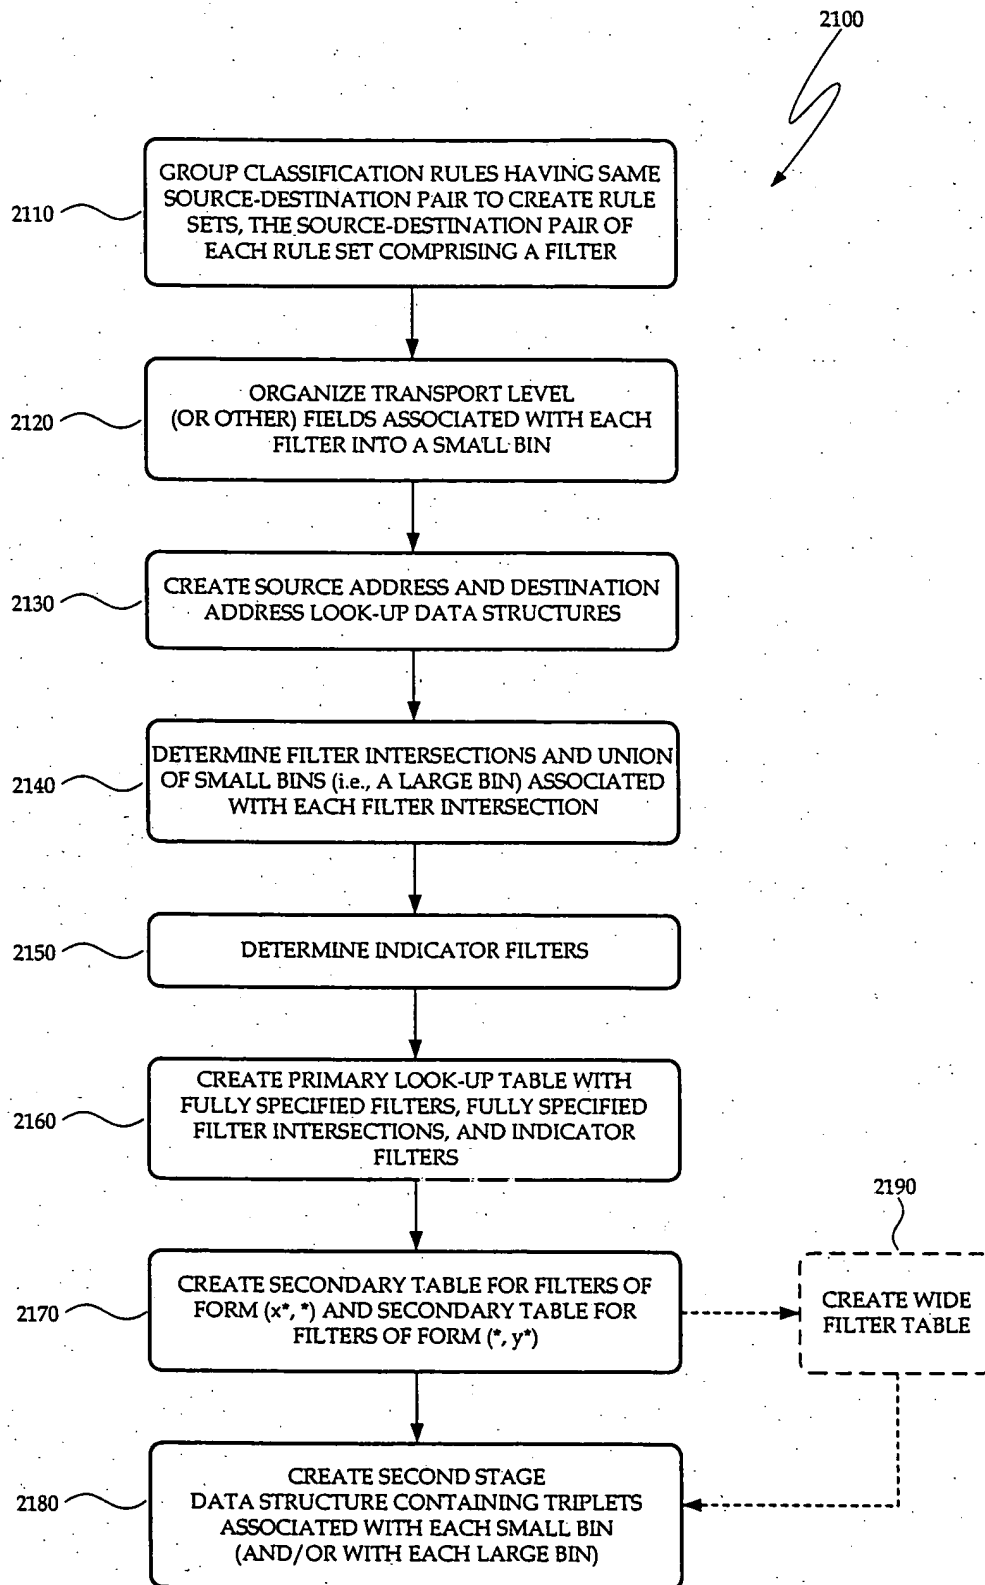 2100
2110
GROUP CLASSIFICATION RULES HAVING SAME
SOURCE-DESTINATION PAIR TO CREATE RULE
SETS, THE SOURCE-DESTINATION PAIR OF
EACH RULE SET COMPRISING A FILTER
2120
ORGANIZE TRANSPORT LEVEL
(OR OTHER) FIELDS ASSOCIATED WITH EACH
FILTER INTO A SMALL BIN
2130
CREATE SOURCE ADDRESS AND DESTINATION
ADDRESS LOOK-UP DATA STRUCTURES
2140
DETERMINE FILTER INTERSECTIONS AND UNION
OF SMALL BINS (i.e., A LARGE BIN) ASSOCIATED
WITH EACH FILTER INTERSECTION
2150
DETERMINE INDICATOR FILTERS
2160
CREATE PRIMARY LOOK-UP TABLE WITH
FULLY SPECIFIED FILTERS, FULLY SPECIFIED
FILTER INTERSECTIONS, AND INDICATOR
FILTERS
2170
CREATE SECONDARY TABLE FOR FILTERS OF
FORM (x*, *) AND SECONDARY TABLE FOR
FILTERS OF FORM (*, y*)
2190
CREATE WIDE
FILTER TABLE
2180
CREATE SECOND STAGE
DATA STRUCTURE CONTAINING TRIPLETS
ASSOCIATED WITH EACH SMALL BIN
(AND/OR WITH EACH LARGE BIN)